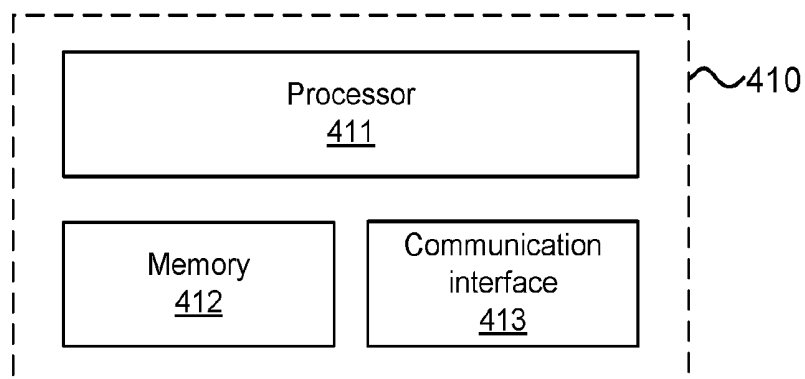 Processor
411
410
Memory
412
Communication
interface
413